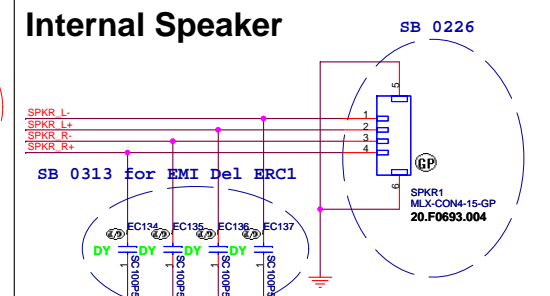 Internal Speaker
SB 0226
5
SPKR_L-
1
SPKR_L+
2
SPKR_R-
3
SPKR_R+
4
GP
SB 0313 for EMI Del ERC1
6
SPKR1
MLX-CON4-15-GP
20.F0693.004
EC134
EC135
EC136
EC137
DY
DY
DY
DY
1
1
1
1